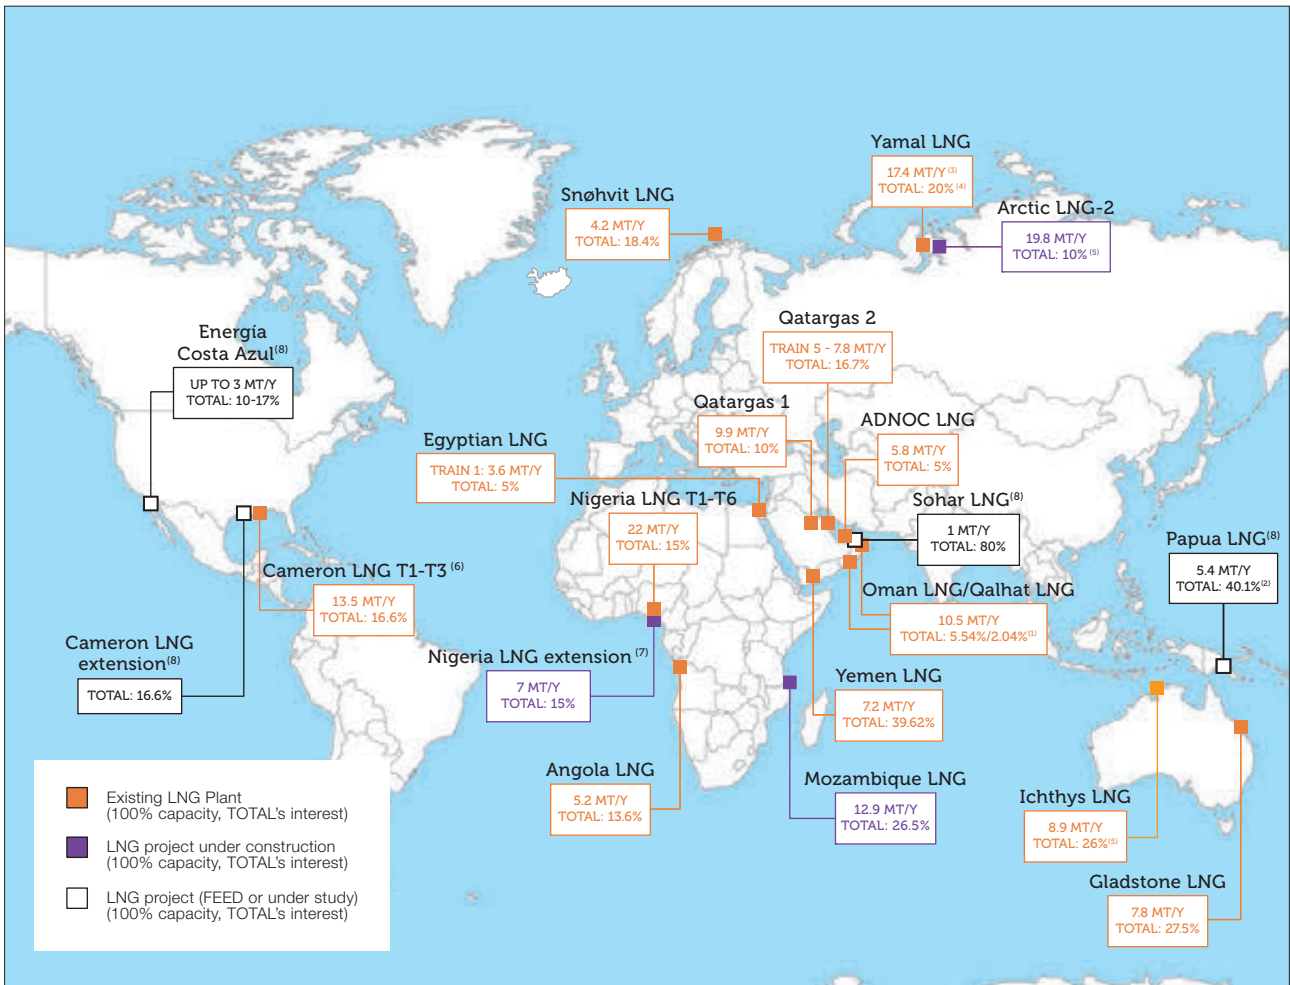 Yamal LNG
17.4 MT/Y (3)
TOTAL: 20% (4)
Snøhvit LNG
4.2 MT/Y
TOTAL: 18.4%
Arctic LNG-2
19.8 MT/Y
TOTAL: 10% (5)
Energía
Costa Azul(8)
UP TO 3 MT/Y
TOTAL: 10-17%
Qatargas 2
TRAIN 5 - 7.8 MT/Y
TOTAL: 16.7%
Qatargas 1
9.9 MT/Y
TOTAL: 10%
ADNOC LNG
5.8 MT/Y
TOTAL: 5%
Egyptian LNG
TRAIN 1: 3.6 MT/Y
TOTAL: 5%
Nigeria LNG T1-T6
22 MT/Y
TOTAL: 15%
Sohar LNG(8)
1 MT/Y
TOTAL: 80%
Papua LNG(8)
5.4 MT/Y
TOTAL: 40.1%(2)
Cameron LNG T1-T3 (6)
13.5 MT/Y
TOTAL: 16.6%
Oman LNG/Qalhat LNG
10.5 MT/Y
TOTAL: 5.54%/2.04%(1)
Cameron LNG
extension(8)
TOTAL: 16.6%
Nigeria LNG extension (7)
7 MT/Y
TOTAL: 15%
Yemen LNG
7.2 MT/Y
TOTAL: 39.62%
Angola LNG
5.2 MT/Y
TOTAL: 13.6%
Mozambique LNG
12.9 MT/Y
TOTAL: 26.5%
Ichthys LNG
8.9 MT/Y
TOTAL: 26%(5)
Gladstone LNG
7.8 MT/Y
TOTAL: 27.5%
Existing LNG Plant
(100% capacity, TOTAL's interest)
LNG project under construction
(100% capacity, TOTAL's interest)
LNG project (FEED or under study)
(100% capacity, TOTAL's interest)